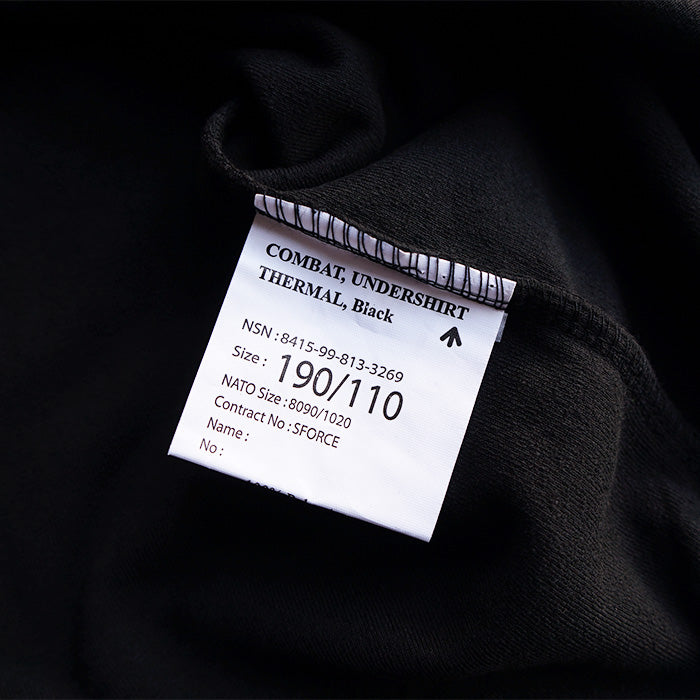 COMBAT, UNDERSHIRT
THERMAL, Black
NSN : 8415-99-813-3269
Size : 190/110
NATO Size : 8090/1020
Contract No : SFORCE
Name :
No :